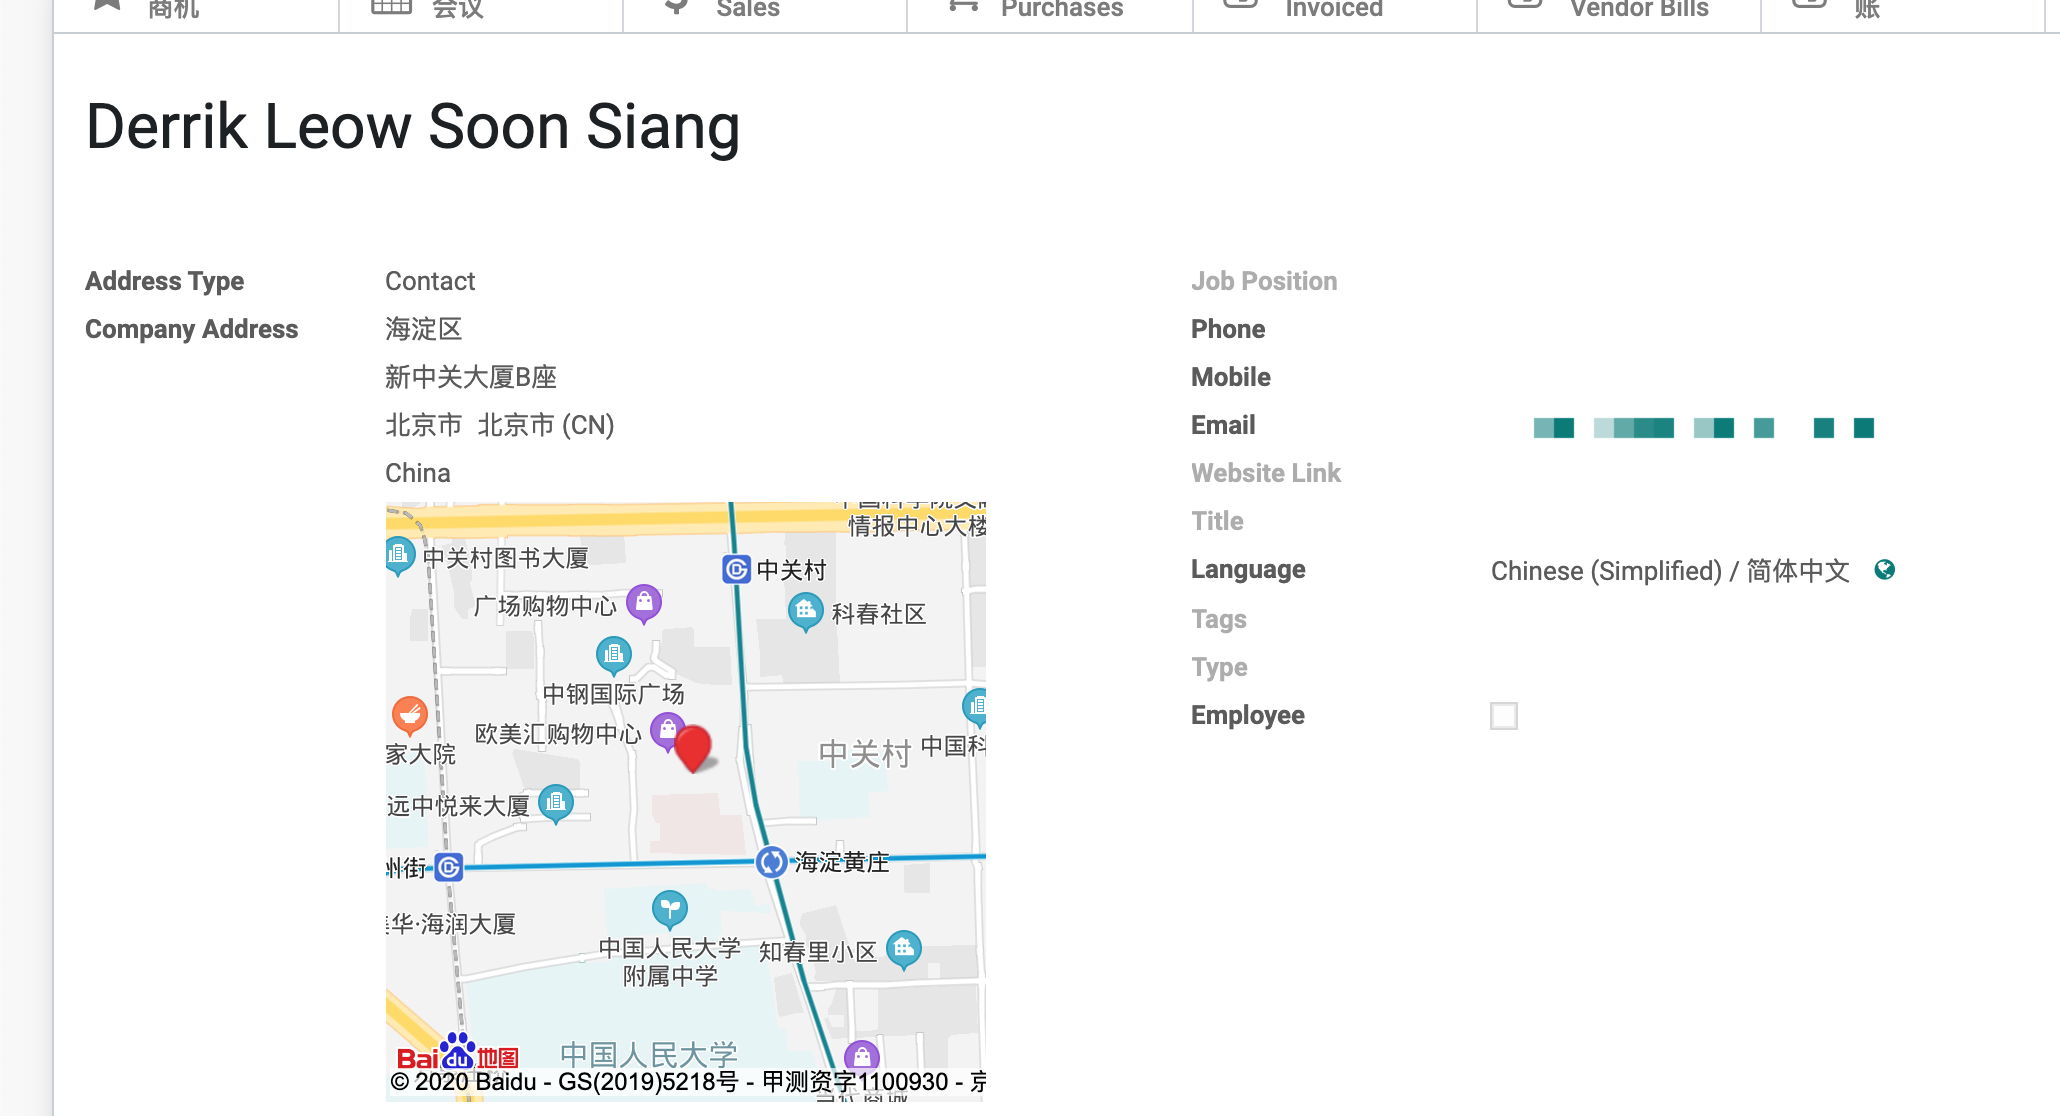 商机
会议
Sales
Purchases
Invoiced
Vendor Bills
账
Derrik Leow Soon Siang
Address Type
Contact
Company Address
海淀区
新中关大厦B座
北京市 北京市 (CN)
China
Job Position
Phone
Mobile
Email
Website Link
Title
Language
Chinese (Simplified) / 简体中文
Tags
Type
Employee
情报中心大楼
中关村图书大厦
中关村
广场购物中心
科春社区
中钢国际广场
欧美汇购物中心
家大院
中关村
中国科
远中悦来大厦
州街
海淀黄庄
华·海润大厦
中国人民大学
附属中学
知春里小区
中国人民大学
Bai du 地图
© 2020 Baidu - GS(2019)5218号 - 甲测资字1100930 - 京